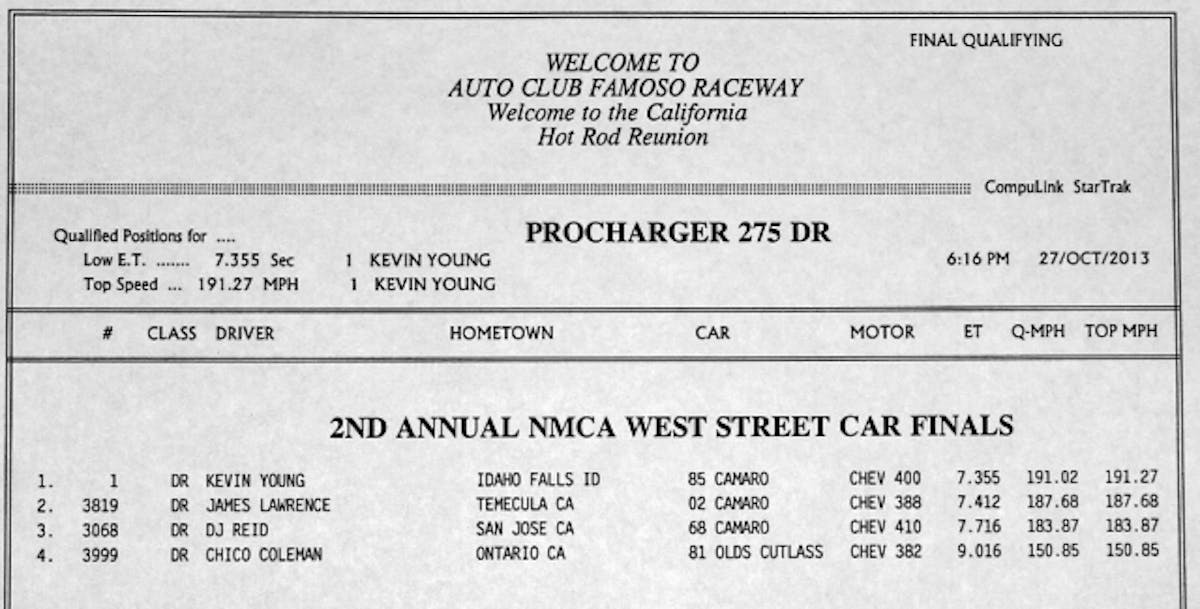 FINAL QUALIFYING
WELCOME TO
AUTO CLUB FAMOSO RACEWAY
Welcome to the California
Hot Rod Reunion
CompuLink StarTrak
PROCHARGER 275 DR
Qualified Positions for ....
Low E.T. ....... 7.355 Sec 1 KEVIN YOUNG 6:16 PM 27/OCT/2013
Top Speed ... 191.27 MPH 1 KEVIN YOUNG
# CLASS DRIVER HOMETOWN CAR MOTOR ET Q-MPH TOP MPH
2ND ANNUAL NMCA WEST STREET CAR FINALS
1. 1 DR KEVIN YOUNG IDAHO FALLS ID 85 CAMARO CHEV 400 7.355 191.02 191.27
2. 3819 DR JAMES LAWRENCE TEMECULA CA 02 CAMARO CHEV 388 7.412 187.68 187.68
3. 3068 DR DJ REID SAN JOSE CA 68 CAMARO CHEV 410 7.716 183.87 183.87
4. 3999 DR CHICO COLEMAN ONTARIO CA 81 OLDS CUTLASS CHEV 382 9.016 150.85 150.85